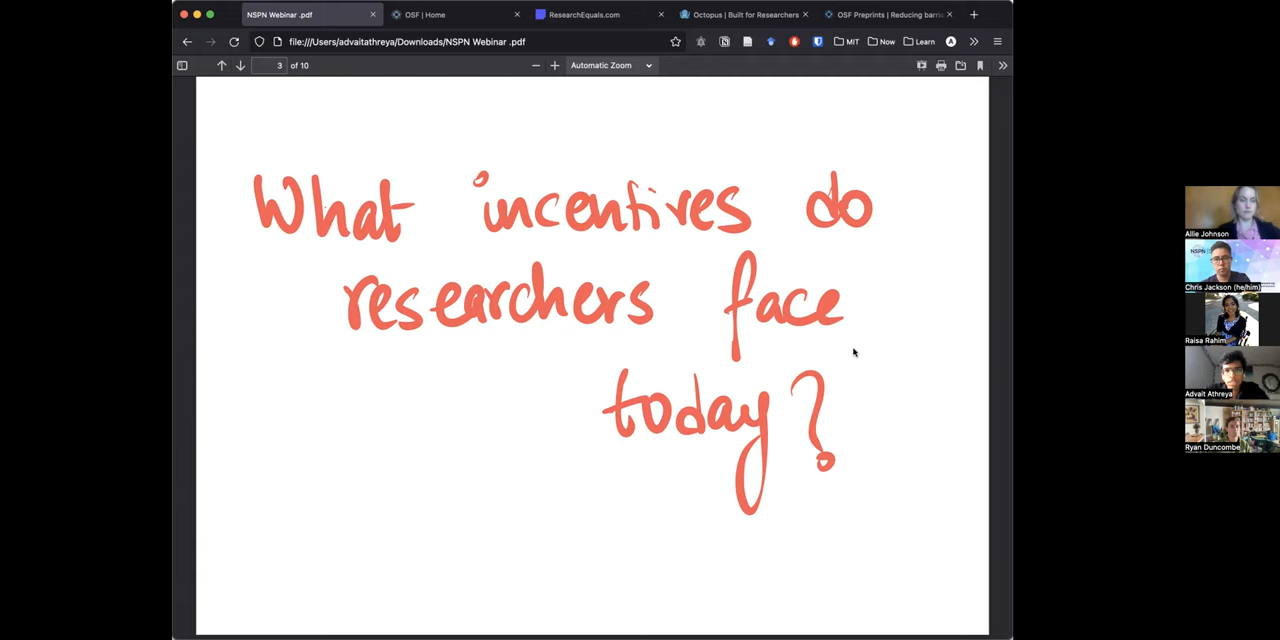 NSPN Webinar .pdf
OSF | Home
ResearchEquals.com
Octopus | Built for Researchers
OSF Preprints | Reducing barrie
file:///Users/advaitathreya/Downloads/NSPN Webinar .pdf
MIT
Now
Learn
3 of 10
Automatic Zoom
What incentives do
researchers face
today?
Allie Johnson
NSPN
Chris Jackson (he/him)
Raisa Rahim
Advait Athreya
Ryan Duncombe